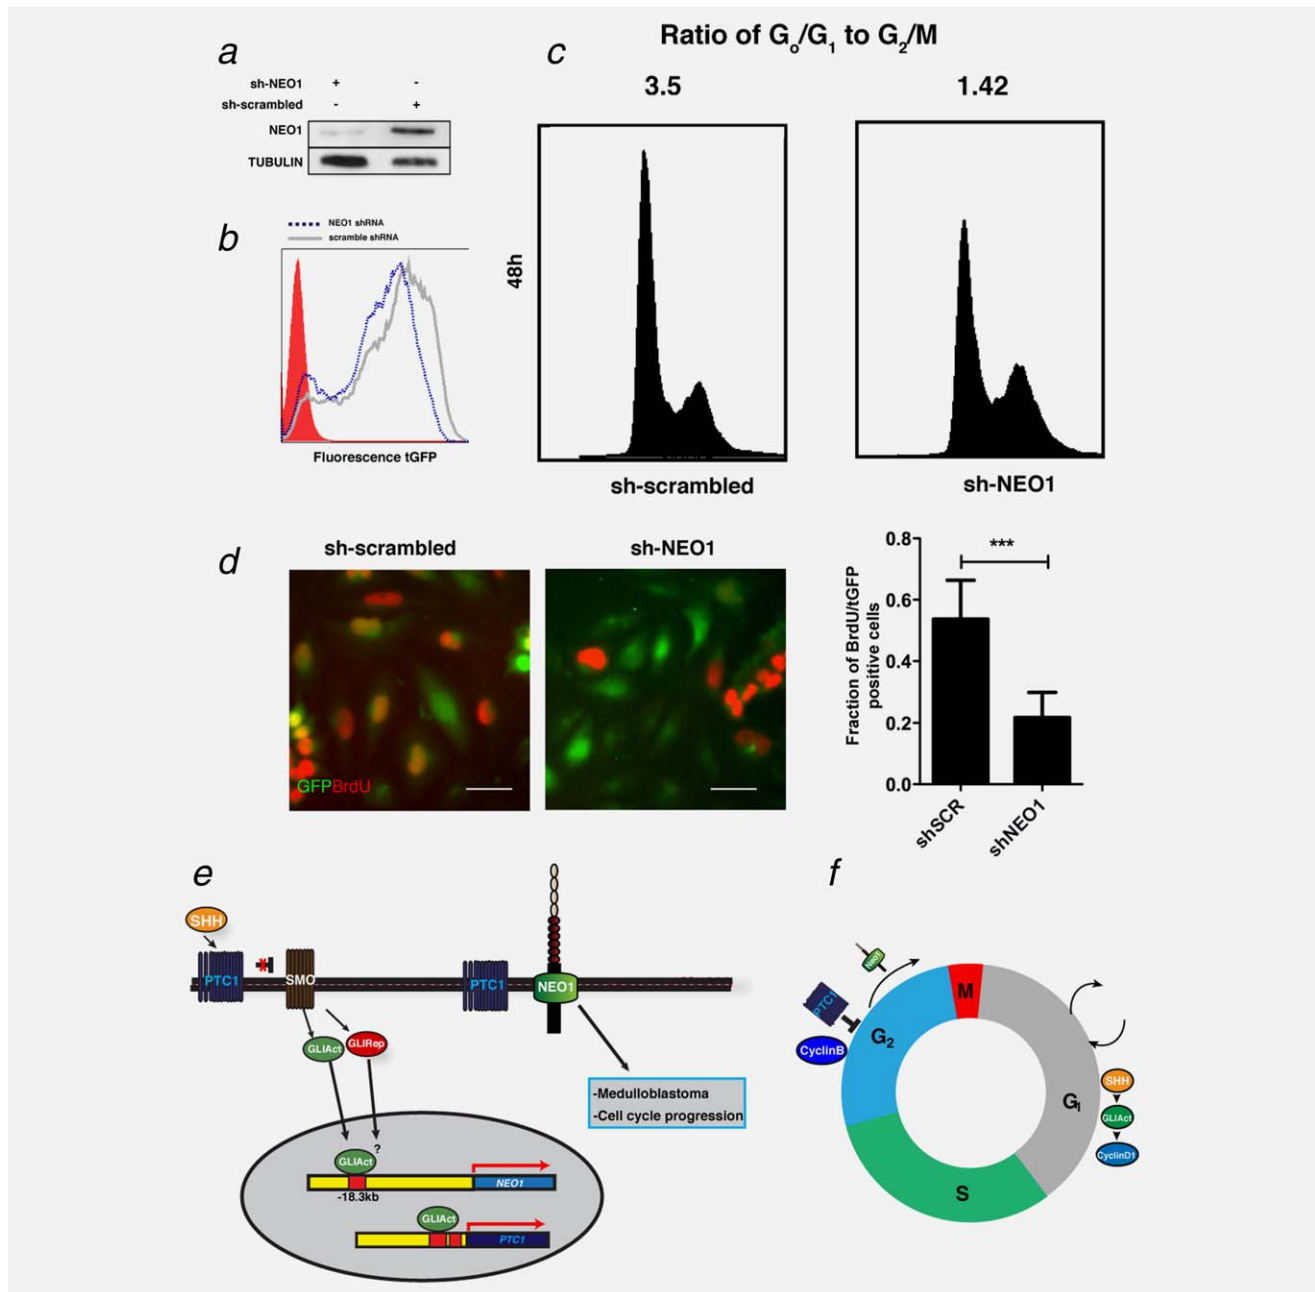 a
sh-NEO1 + -
sh-scrambled - +
NEO1
TUBULIN
b
NEO1 shRNA
scramble shRNA
Fluorescence tGFP
c
Ratio of Go/G1 to G2/M
3.5 1.42
48h
sh-scrambled sh-NEO1
d
sh-scrambled sh-NEO1
GFPBrdU
Fraction of BrdU/tGFP
positive cells
0.8
0.6
0.4
0.2
0.0
***
shSCR shNEO1
e
SHH
PTC1
SMO
PTC1
NEO1
GLIAct
GLIRep
-Medulloblastoma
-Cell cycle progression
?
GLIAct
NEO1
-18.3kb
GLIAct
PTC1
f
Neo1
PTC1
CyclinB
M
G2
G1
S
SHH
GLIAct
CyclinD1